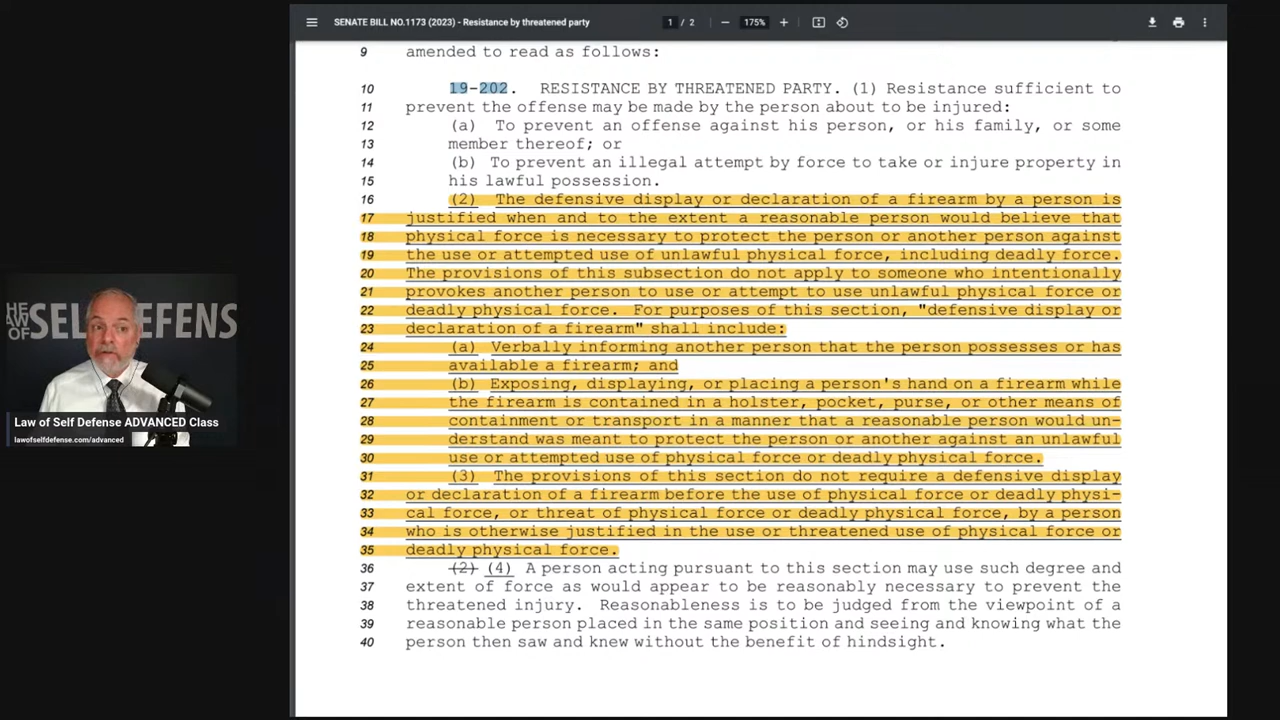 SENATE BILL NO.1173 (2023) - Resistance by threatened party
1 / 2
175%
9 amended to read as follows:
10 19-202. RESISTANCE BY THREATENED PARTY. (1) Resistance sufficient to
11 prevent the offense may be made by the person about to be injured:
12 (a) To prevent an offense against his person, or his family, or some
13 member thereof; or
14 (b) To prevent an illegal attempt by force to take or injure property in
15 his lawful possession.
16 (2) The defensive display or declaration of a firearm by a person is
17 justified when and to the extent a reasonable person would believe that
18 physical force is necessary to protect the person or another person against
19 the use or attempted use of unlawful physical force, including deadly force.
20 The provisions of this subsection do not apply to someone who intentionally
21 provokes another person to use or attempt to use unlawful physical force or
22 deadly physical force. For purposes of this section, "defensive display or
23 declaration of a firearm" shall include:
24 (a) Verbally informing another person that the person possesses or has
25 available a firearm; and
26 (b) Exposing, displaying, or placing a person's hand on a firearm while
27 the firearm is contained in a holster, pocket, purse, or other means of
28 containment or transport in a manner that a reasonable person would un-
29 derstand was meant to protect the person or another against an unlawful
30 use or attempted use of physical force or deadly physical force.
31 (3) The provisions of this section do not require a defensive display
32 or declaration of a firearm before the use of physical force or deadly physi-
33 cal force, or threat of physical force or deadly physical force, by a person
34 who is otherwise justified in the use or threatened use of physical force or
35 deadly physical force.
36 (2) (4) A person acting pursuant to this section may use such degree and
37 extent of force as would appear to be reasonably necessary to prevent the
38 threatened injury. Reasonableness is to be judged from the viewpoint of a
39 reasonable person placed in the same position and seeing and knowing what the
40 person then saw and knew without the benefit of hindsight.
HE
AW
OF
SELF DEFENS
Law of Self Defense ADVANCED Class
lawofselfdefense.com/advanced